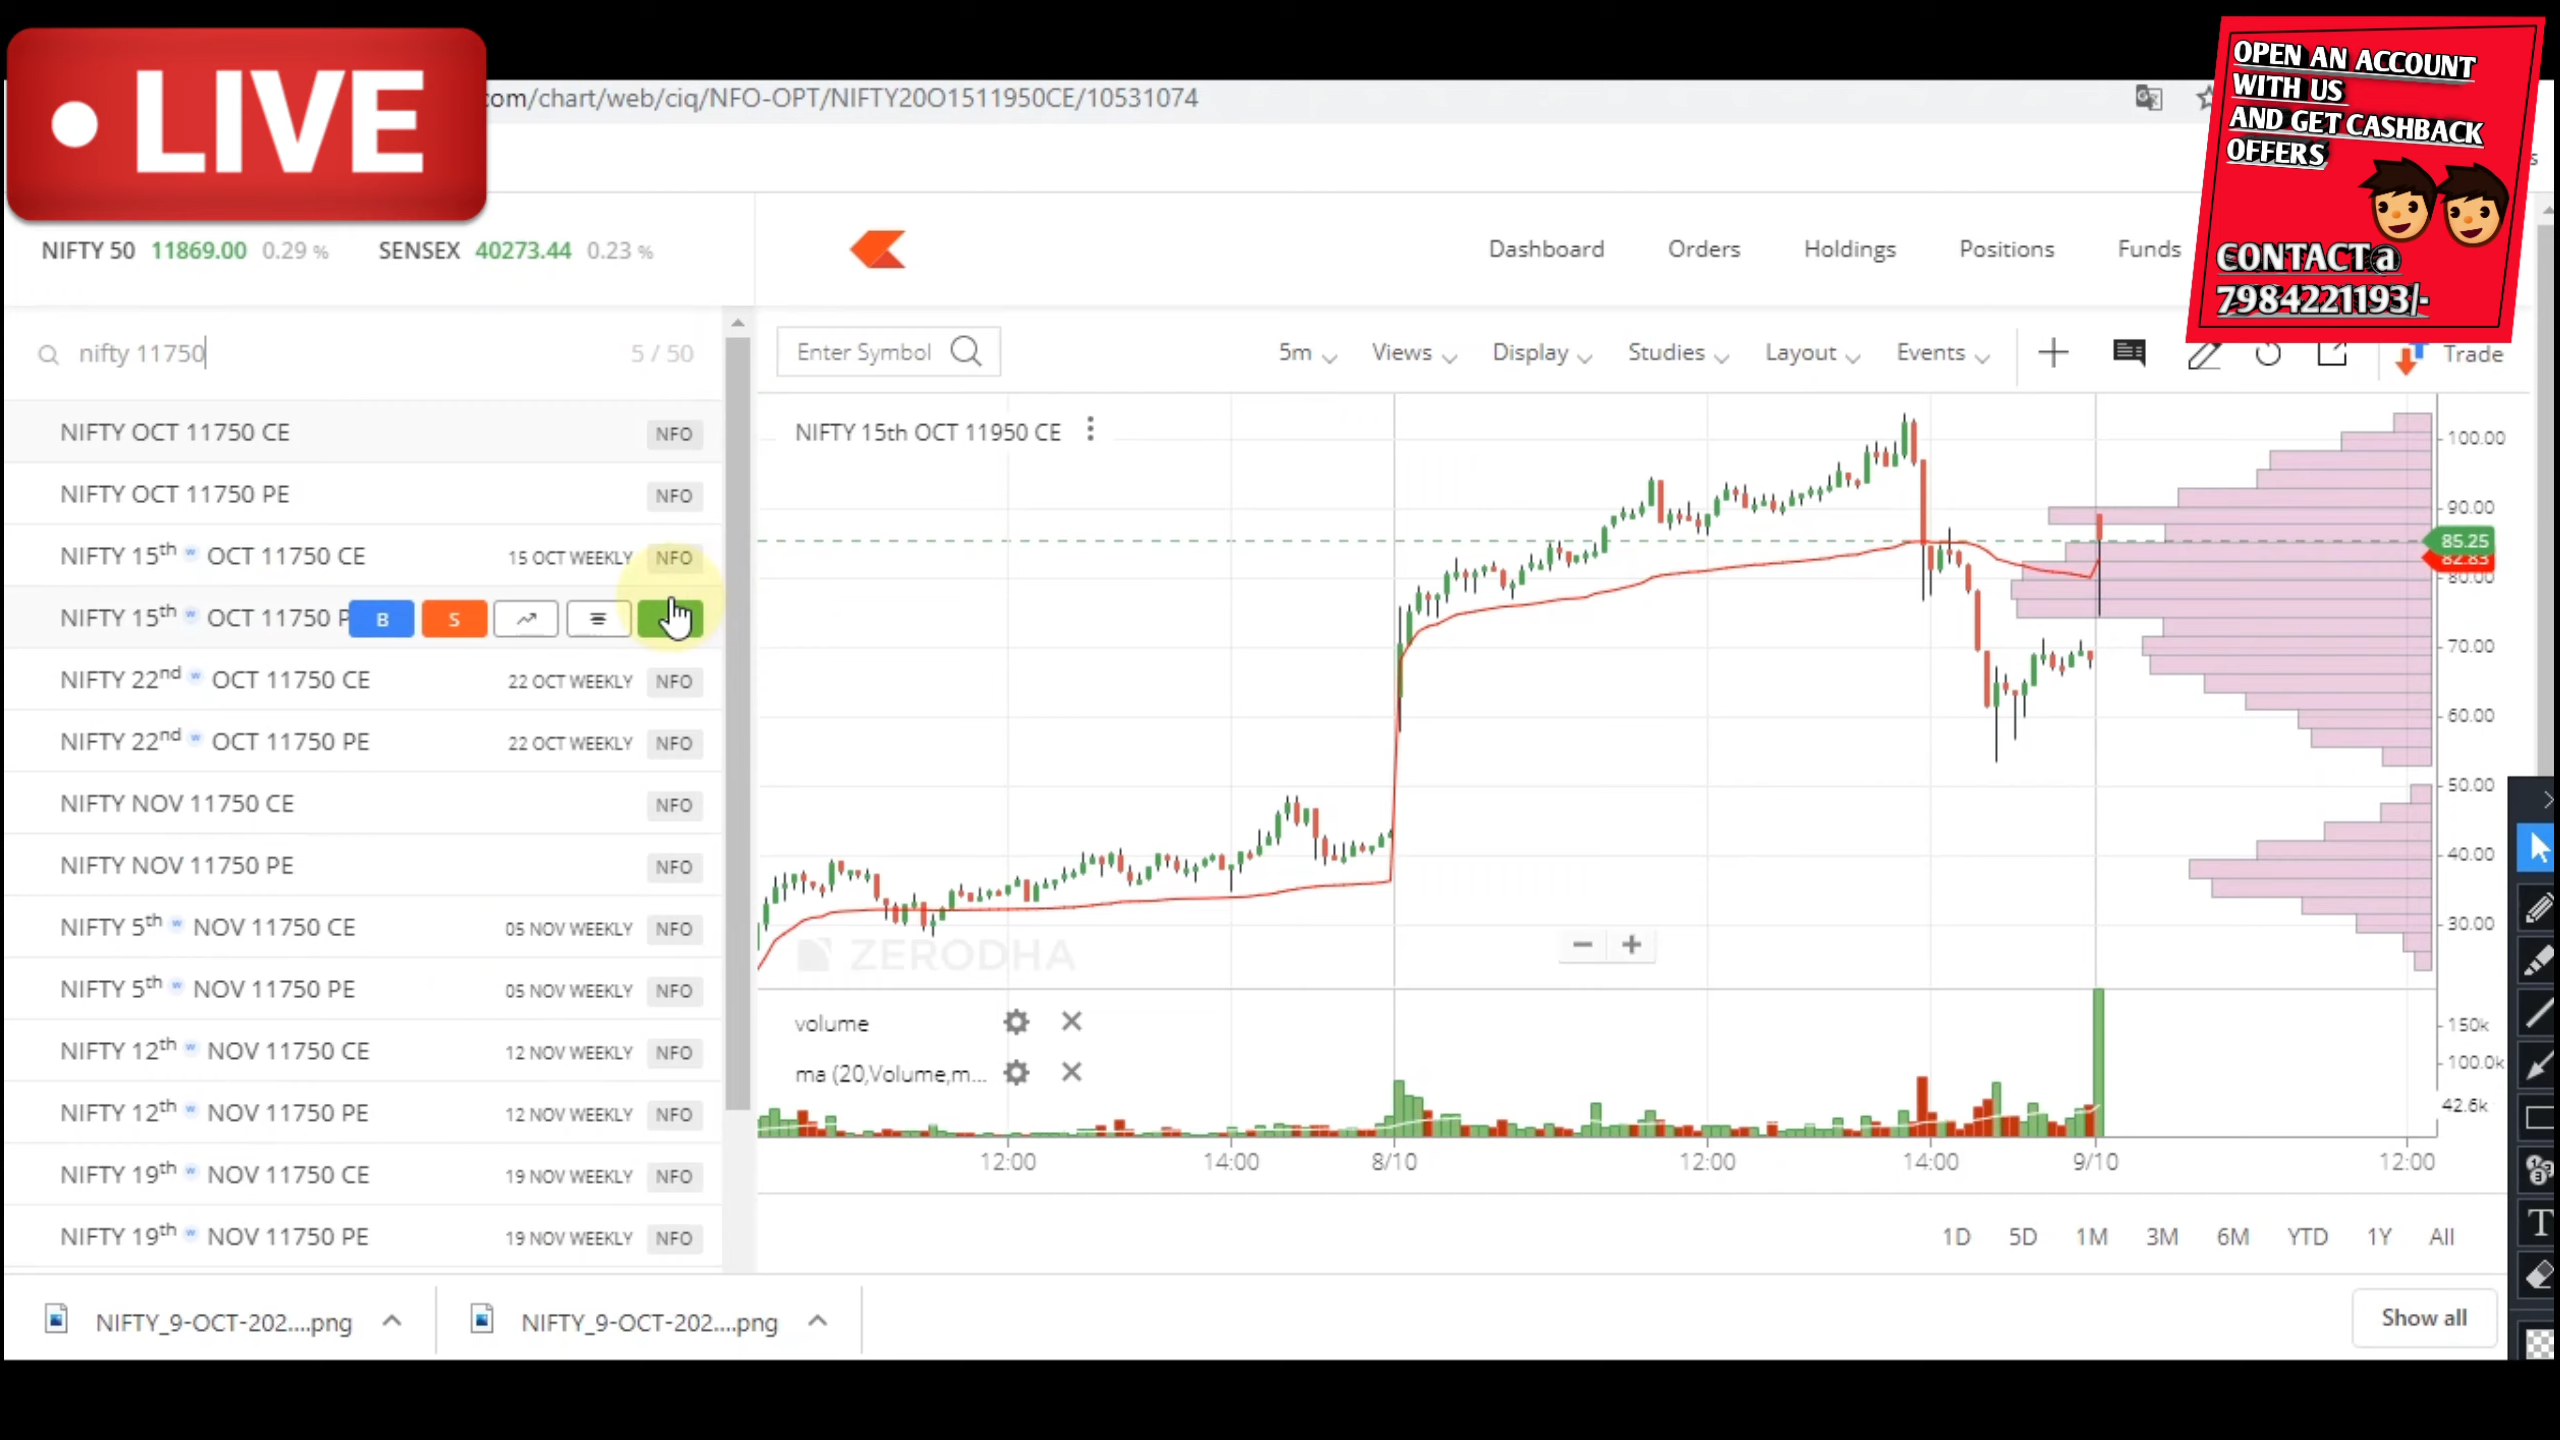 LIVE
com/chart/web/ciq/NFO-OPT/NIFTY20O1511950CE/10531074
OPEN AN ACCOUNT
WITH US
AND GET CASHBACK
OFFERS
CONTACT@
7984221193/-
NIFTY 50 11869.00 0.29 % SENSEX 40273.44 0.23 %
Dashboard Orders Holdings Positions Funds
nifty 11750 5 / 50
Enter Symbol 5m Views Display Studies Layout Events Trade
NIFTY OCT 11750 CE NFO
NIFTY OCT 11750 PE NFO
NIFTY 15th w OCT 11750 CE 15 OCT WEEKLY NFO
NIFTY 15th w OCT 11750 P B S
NIFTY 22nd w OCT 11750 CE 22 OCT WEEKLY NFO
NIFTY 22nd w OCT 11750 PE 22 OCT WEEKLY NFO
NIFTY NOV 11750 CE NFO
NIFTY NOV 11750 PE NFO
NIFTY 5th w NOV 11750 CE 05 NOV WEEKLY NFO
NIFTY 5th w NOV 11750 PE 05 NOV WEEKLY NFO
NIFTY 12th w NOV 11750 CE 12 NOV WEEKLY NFO
NIFTY 12th w NOV 11750 PE 12 NOV WEEKLY NFO
NIFTY 19th w NOV 11750 CE 19 NOV WEEKLY NFO
NIFTY 19th w NOV 11750 PE 19 NOV WEEKLY NFO
NIFTY 15th OCT 11950 CE
100.00
90.00
85.25
82.83
80.00
70.00
60.00
50.00
40.00
30.00
ZERODHA
volume
ma (20,Volume,m...
150k
100.0k
42.6k
12:00 14:00 8/10 12:00 14:00 9/10 12:00
1D 5D 1M 3M 6M YTD 1Y All
NIFTY_9-OCT-202....png NIFTY_9-OCT-202....png Show all